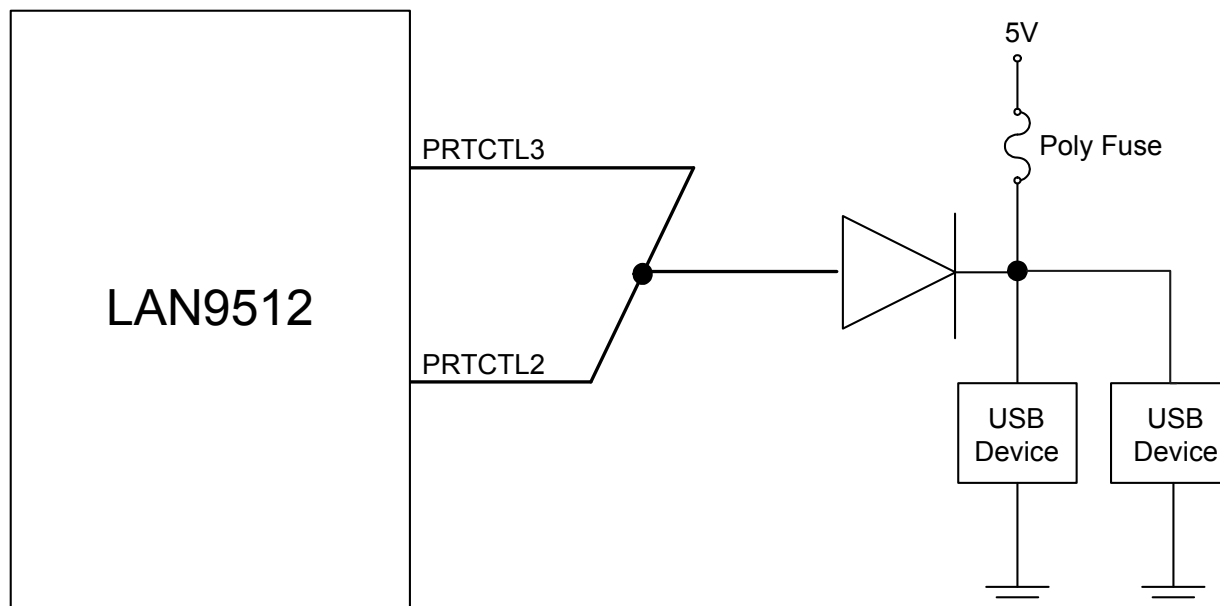 5V
Poly Fuse
PRTCTL3
LAN9512
PRTCTL2
USB
Device
USB
Device